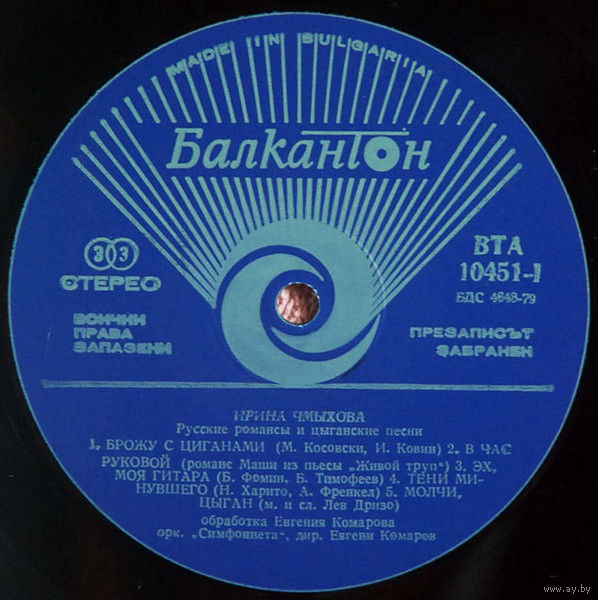 MADE IN BULGARIA
Балкантон
33
СТЕРЕО
ВСИЧКИ
ПРАВА
ЗАПАЗЕНИ
ВТА
10451-I
БДС 4648-79
ПРЕЗАПИСЪТ
ЗАБРАНЕН
ИРИНА ЧМЫХОВА
Русские романсы и цыганские песни
1. БРОЖУ С ЦИГАНАМИ (М. Косовски, И. Ковин) 2. В ЧАС
РУКОВОЙ (романс Маши из пьесы „Живой труп“) 3. ЭХ,
МОЯ ГИТАРА (Б. Фомин, Б. Тимофеев) 4. ТЕНИ МИ-
НУВШЕГО (Н. Харито, А. Френкел) 5. МОЛЧИ,
ЦЫГАН (м. и сл. Лев Дризо)
обработка Евгения Комарова
орк. „Симфониета“, дир. Евгени Комаров
www.ay.by